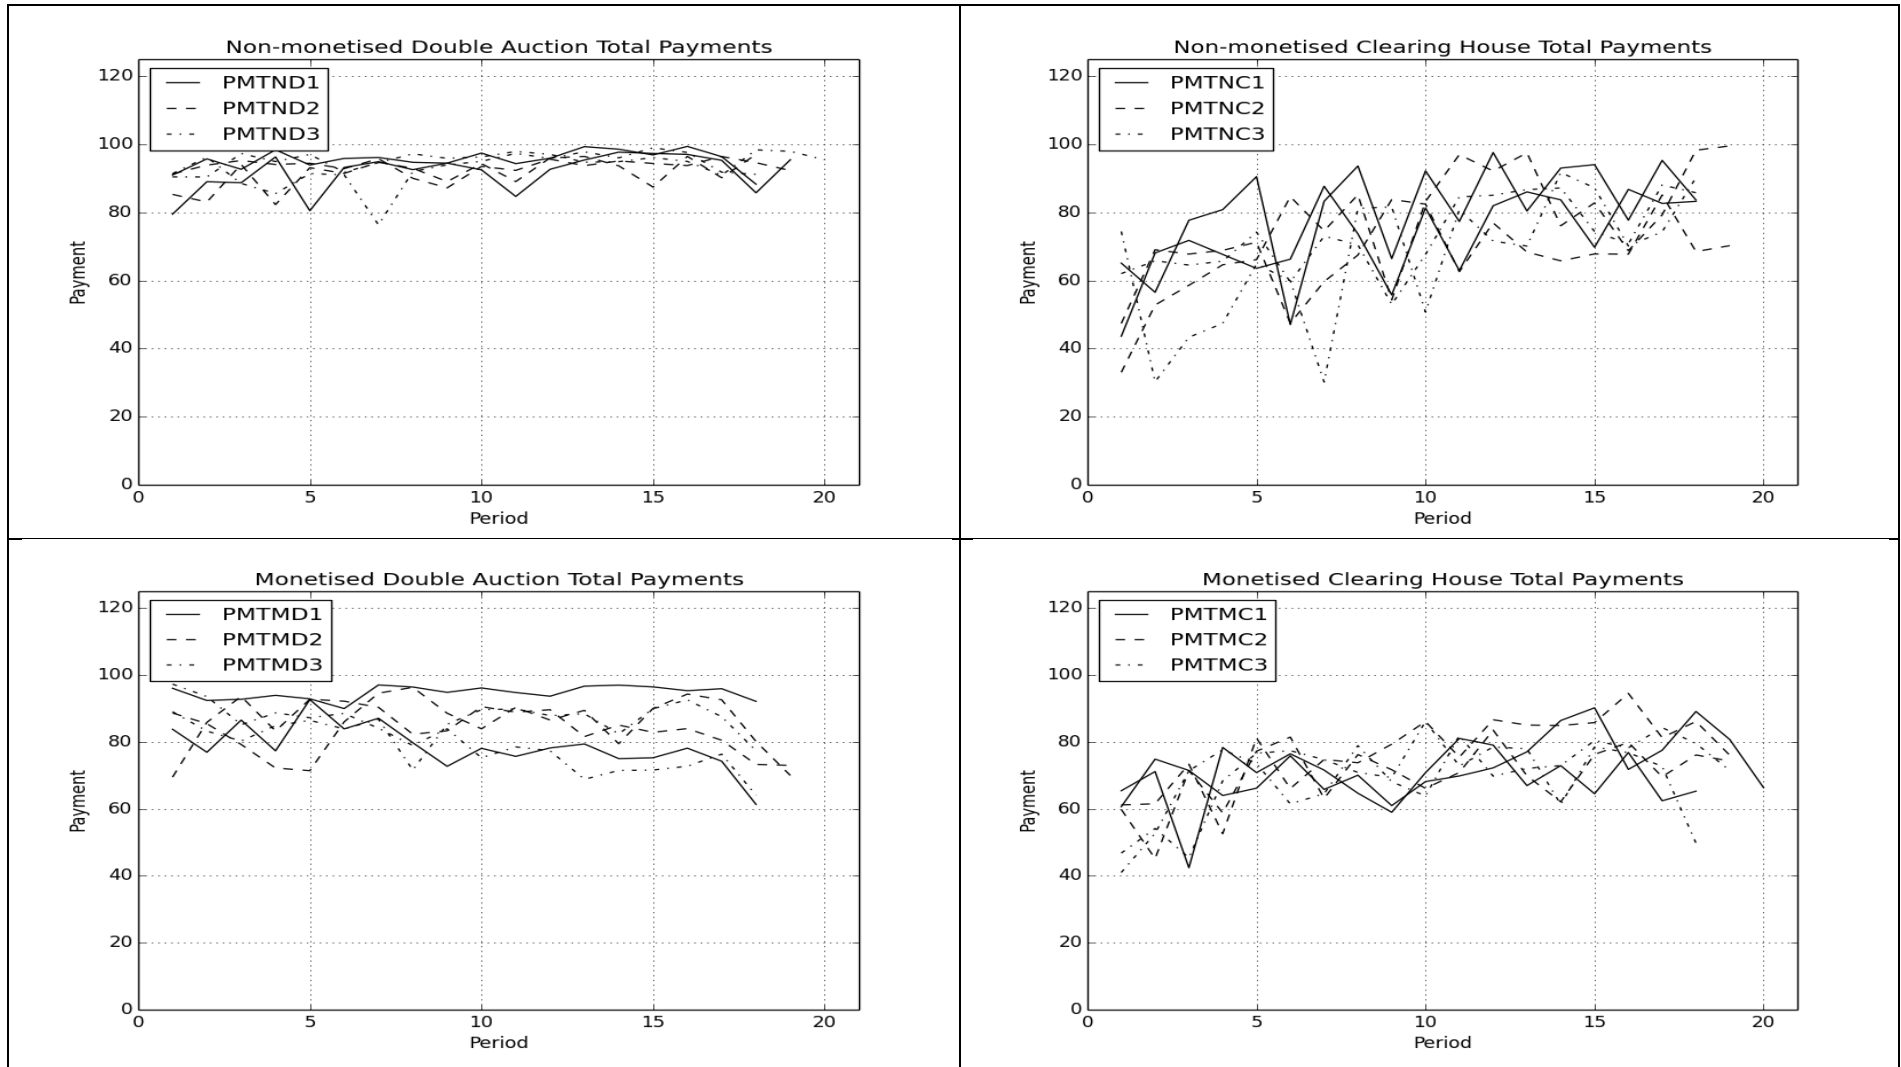 Non-monetised Double Auction Total Payments
120
100
80
60
40
20
0
PMTND1
PMTND2
PMTND3
Payment
0 5 10 15 20
Period
Non-monetised Clearing House Total Payments
120
100
80
60
40
20
0
PMTNC1
PMTNC2
PMTNC3
Payment
0 5 10 15 20
Period
Monetised Double Auction Total Payments
120
100
80
60
40
20
0
PMTMD1
PMTMD2
PMTMD3
Payment
0 5 10 15 20
Period
Monetised Clearing House Total Payments
120
100
80
60
40
20
0
PMTMC1
PMTMC2
PMTMC3
Payment
0 5 10 15 20
Period